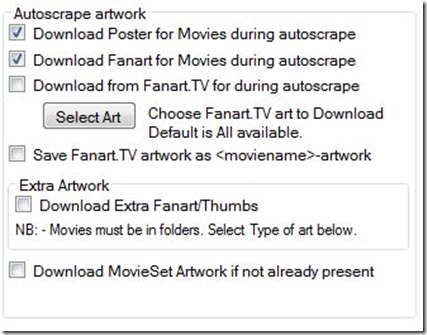 Autoscrape artwork
Download Poster for Movies during autoscrape
Download Fanart for Movies during autoscrape
Download from Fanart.TV for during autoscrape
Select Art
Choose Fanart.TV art to Download
Default is All available.
Save Fanart.TV artwork as <moviename>-artwork
Extra Artwork
Download Extra Fanart/Thumbs
NB: - Movies must be in folders. Select Type of art below.
Download MovieSet Artwork if not already present